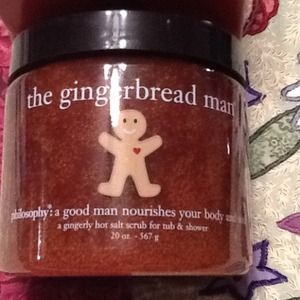 the gingerbread man
philosophy: a good man nourishes your body and
a gingerly hot salt scrub for tub & shower
20 oz. - 567 g